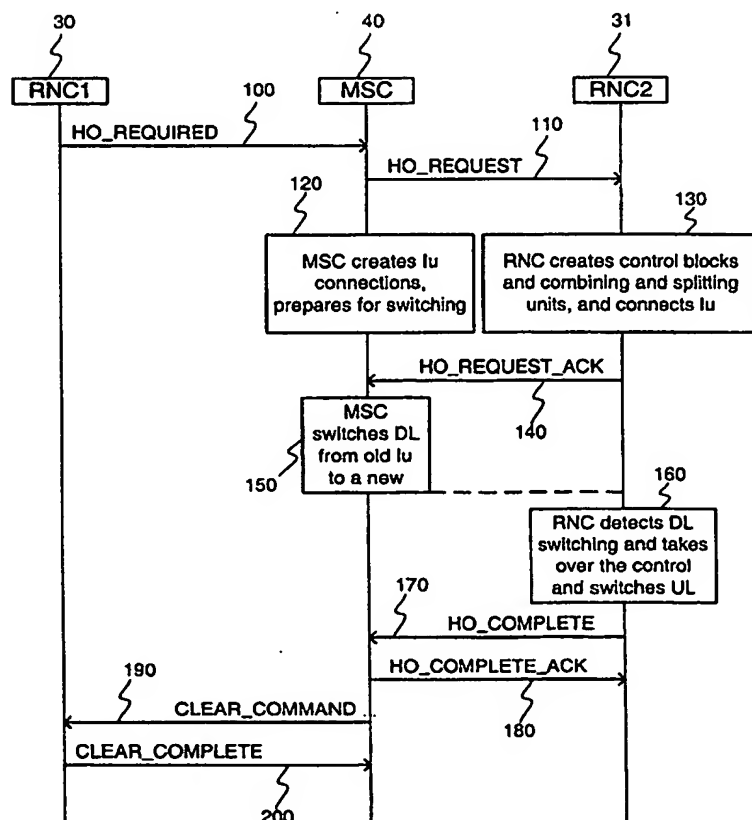 30
40
31
RNC1
MSC
RNC2
100
HO_REQUIRED
110
HO_REQUEST
120
130
MSC creates Iu
connections,
prepares for switching
RNC creates control blocks
and combining and splitting
units, and connects Iu
HO_REQUEST_ACK
140
MSC
switches DL
from old Iu
to a new
150
160
RNC detects DL
switching and takes
over the control
and switches UL
170
HO_COMPLETE
HO_COMPLETE_ACK
180
190
CLEAR_COMMAND
CLEAR_COMPLETE
200